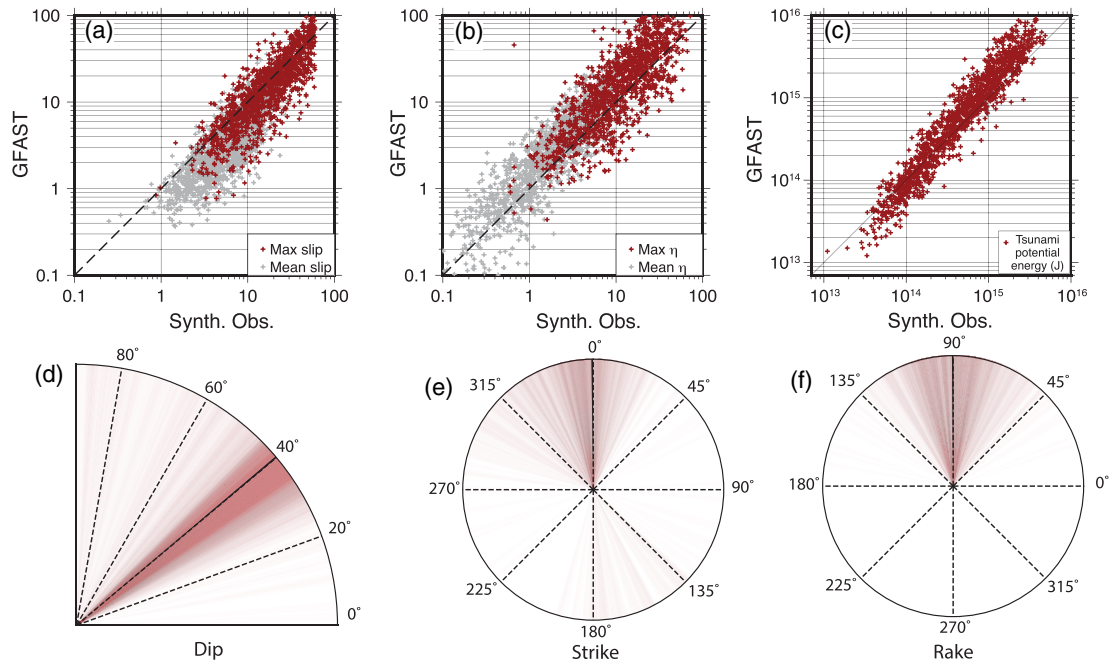 (a)
100
10
1
0.1
GFAST
0.1 1 10 100
Synth. Obs.
Max slip
Mean slip
(b)
100
10
1
0.1
GFAST
0.1 1 10 100
Synth. Obs.
Max η
Mean η
(c)
10^16
10^15
10^14
10^13
GFAST
10^13 10^14 10^15 10^16
Synth. Obs.
Tsunami
potential
energy (J)
(d)
80˚
60˚
40˚
20˚
0˚
Dip
(e)
0˚
315˚ 45˚
270˚ 90˚
225˚ 135˚
180˚
Strike
(f)
90˚
135˚ 45˚
180˚ 0˚
225˚ 315˚
270˚
Rake